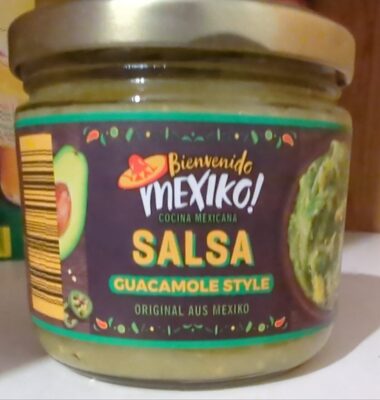 Bienvenido
MEXIKO!
COCINA MEXICANA
SALSA
GUACAMOLE STYLE
ORIGINAL AUS MEXIKO